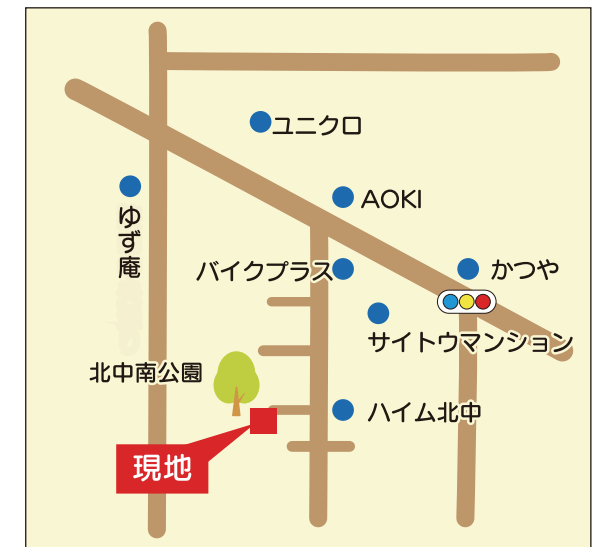 ユニクロ
AOKI
ゆず庵
バイクプラス
かつや
サイトウマンション
北中南公園
ハイム北中
現地